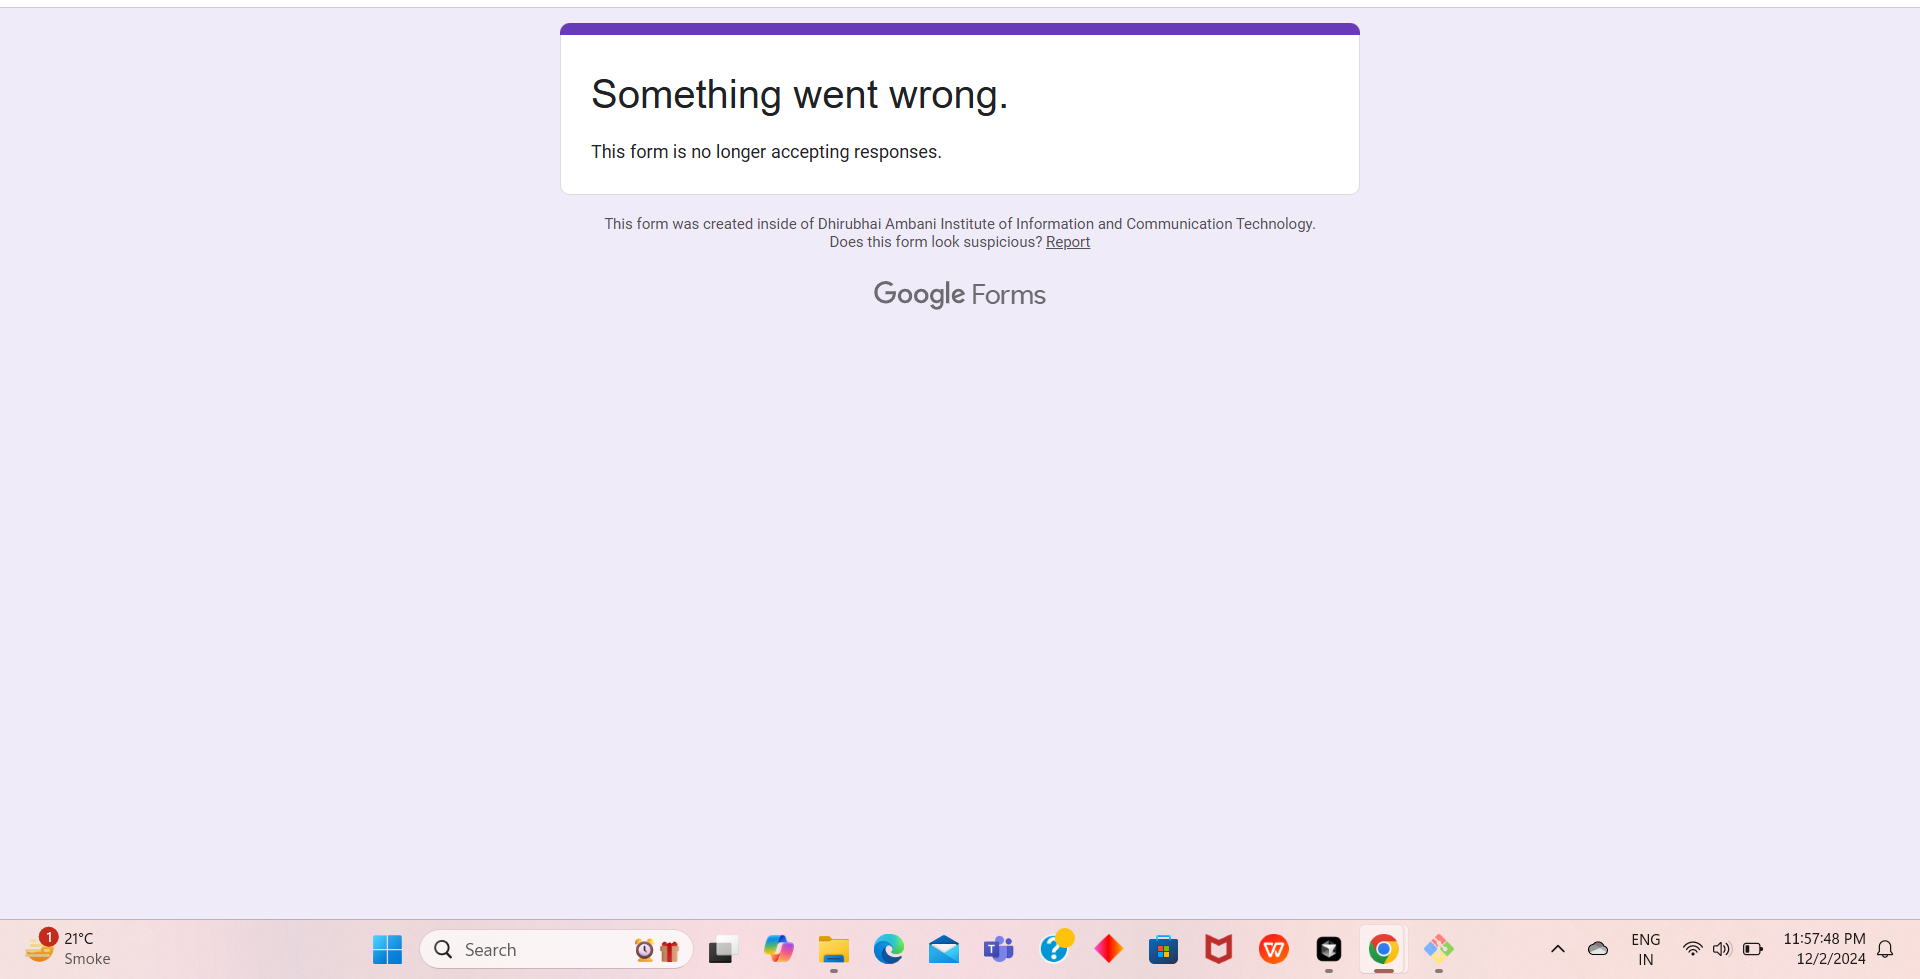 Something went wrong.
This form is no longer accepting responses.
This form was created inside of Dhirubhai Ambani Institute of Information and Communication Technology.
Does this form look suspicious? Report
Google Forms
1
21°C
Smoke
Search
T
?
W
ENG
IN
11:57:48 PM
12/2/2024